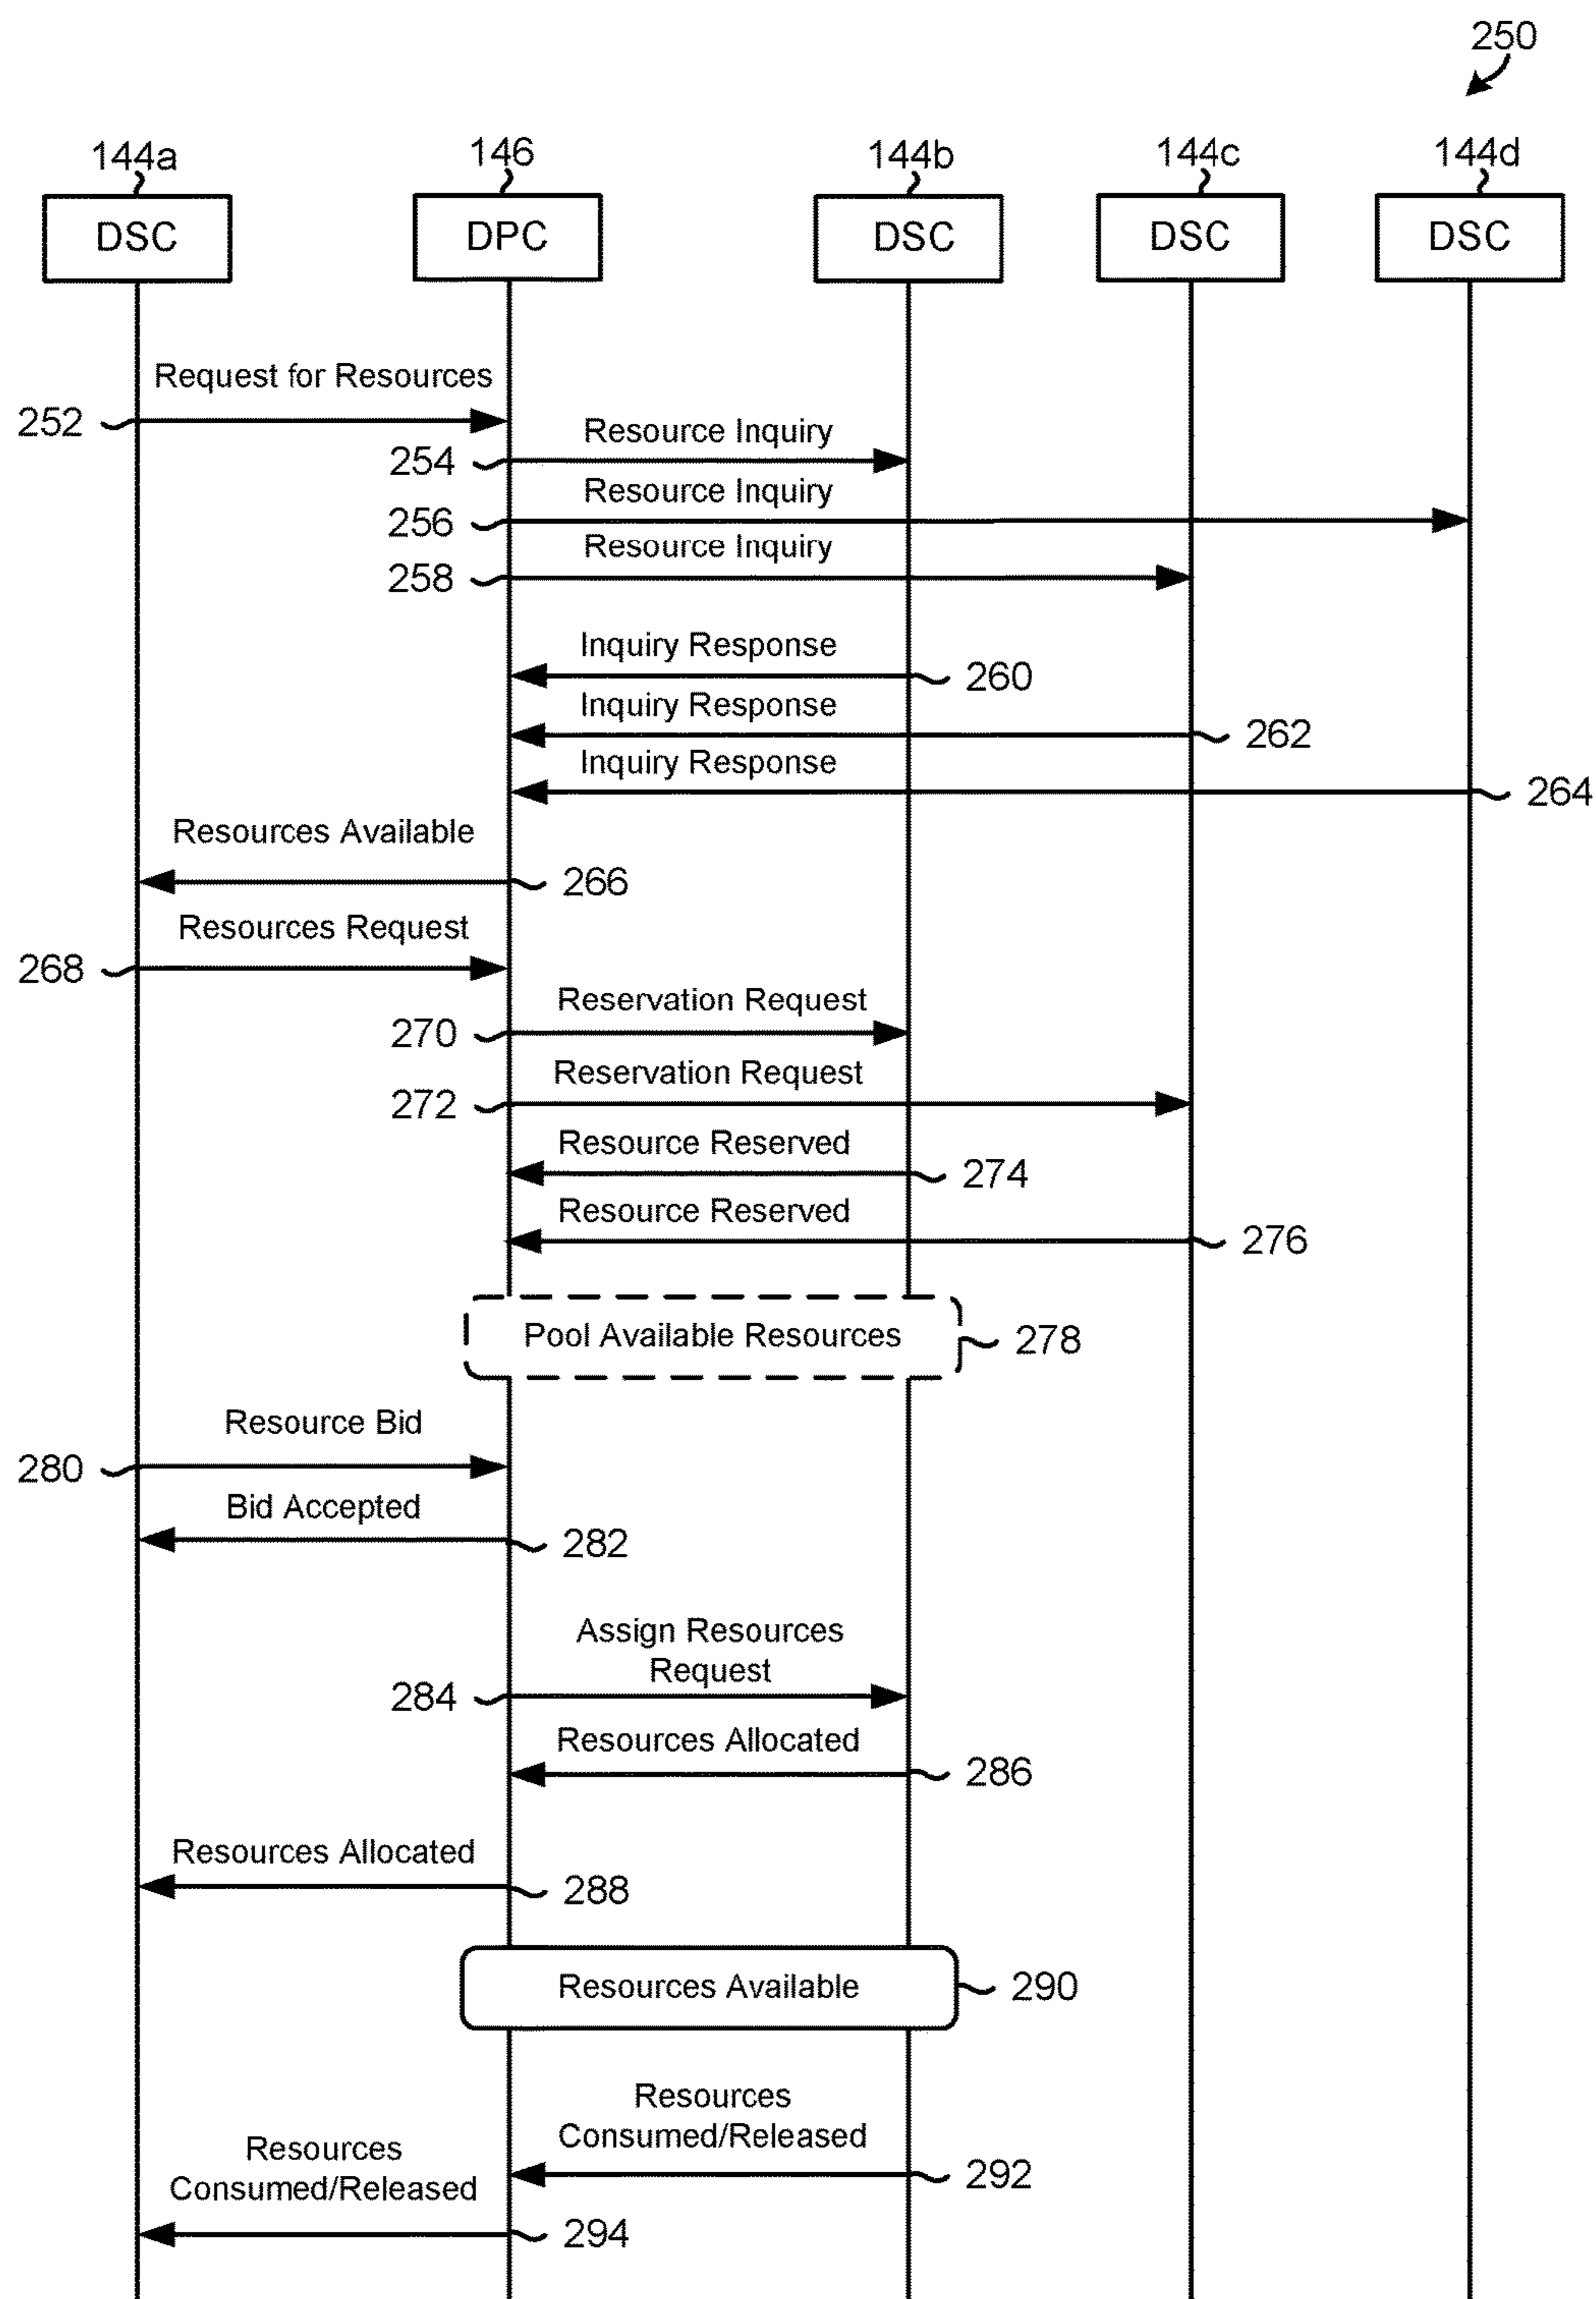 250
144a
146
144b
144c
144d
DSC
DPC
DSC
DSC
DSC
Request for Resources
252
Resource Inquiry
254
Resource Inquiry
256
Resource Inquiry
258
Inquiry Response
260
Inquiry Response
262
Inquiry Response
264
Resources Available
266
Resources Request
268
Reservation Request
270
Reservation Request
272
Resource Reserved
274
Resource Reserved
276
Pool Available Resources
278
Resource Bid
280
Bid Accepted
282
Assign Resources
Request
284
Resources Allocated
286
Resources Allocated
288
Resources Available
290
Resources
Consumed/Released
292
Resources
Consumed/Released
294